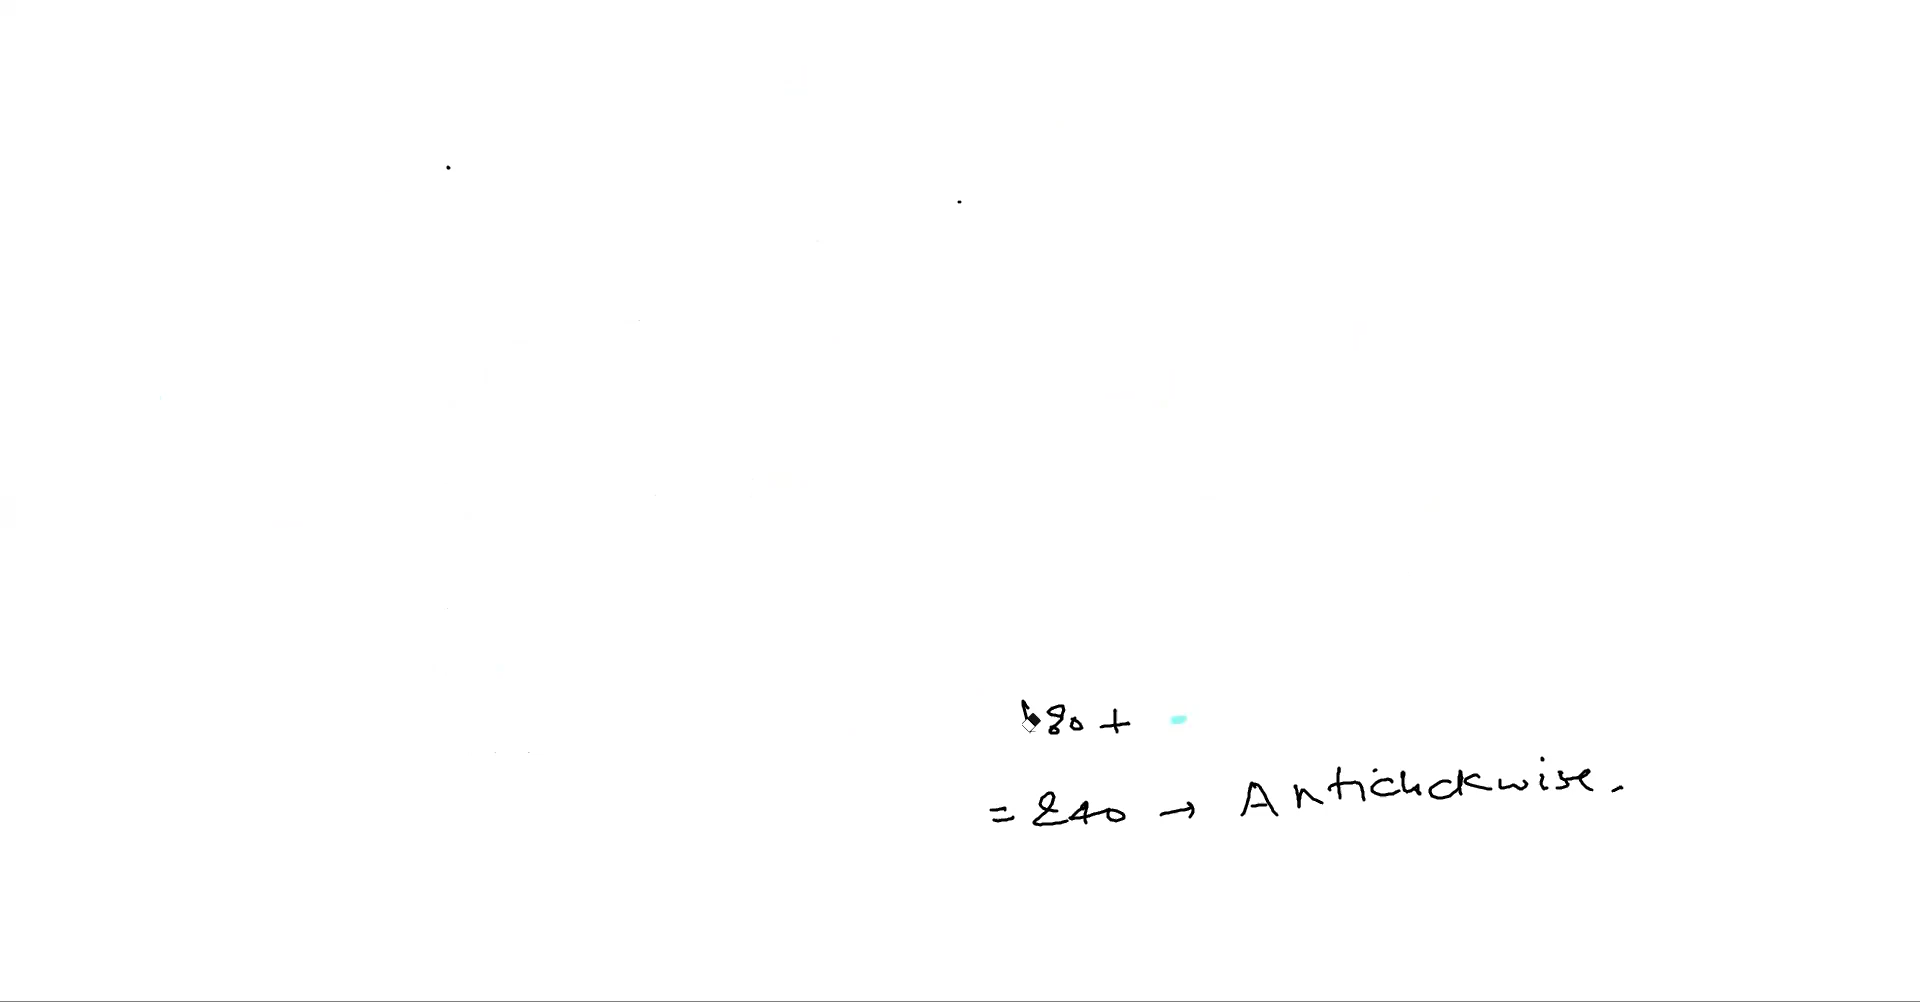 180 +
= 240 → Anticlockwise.